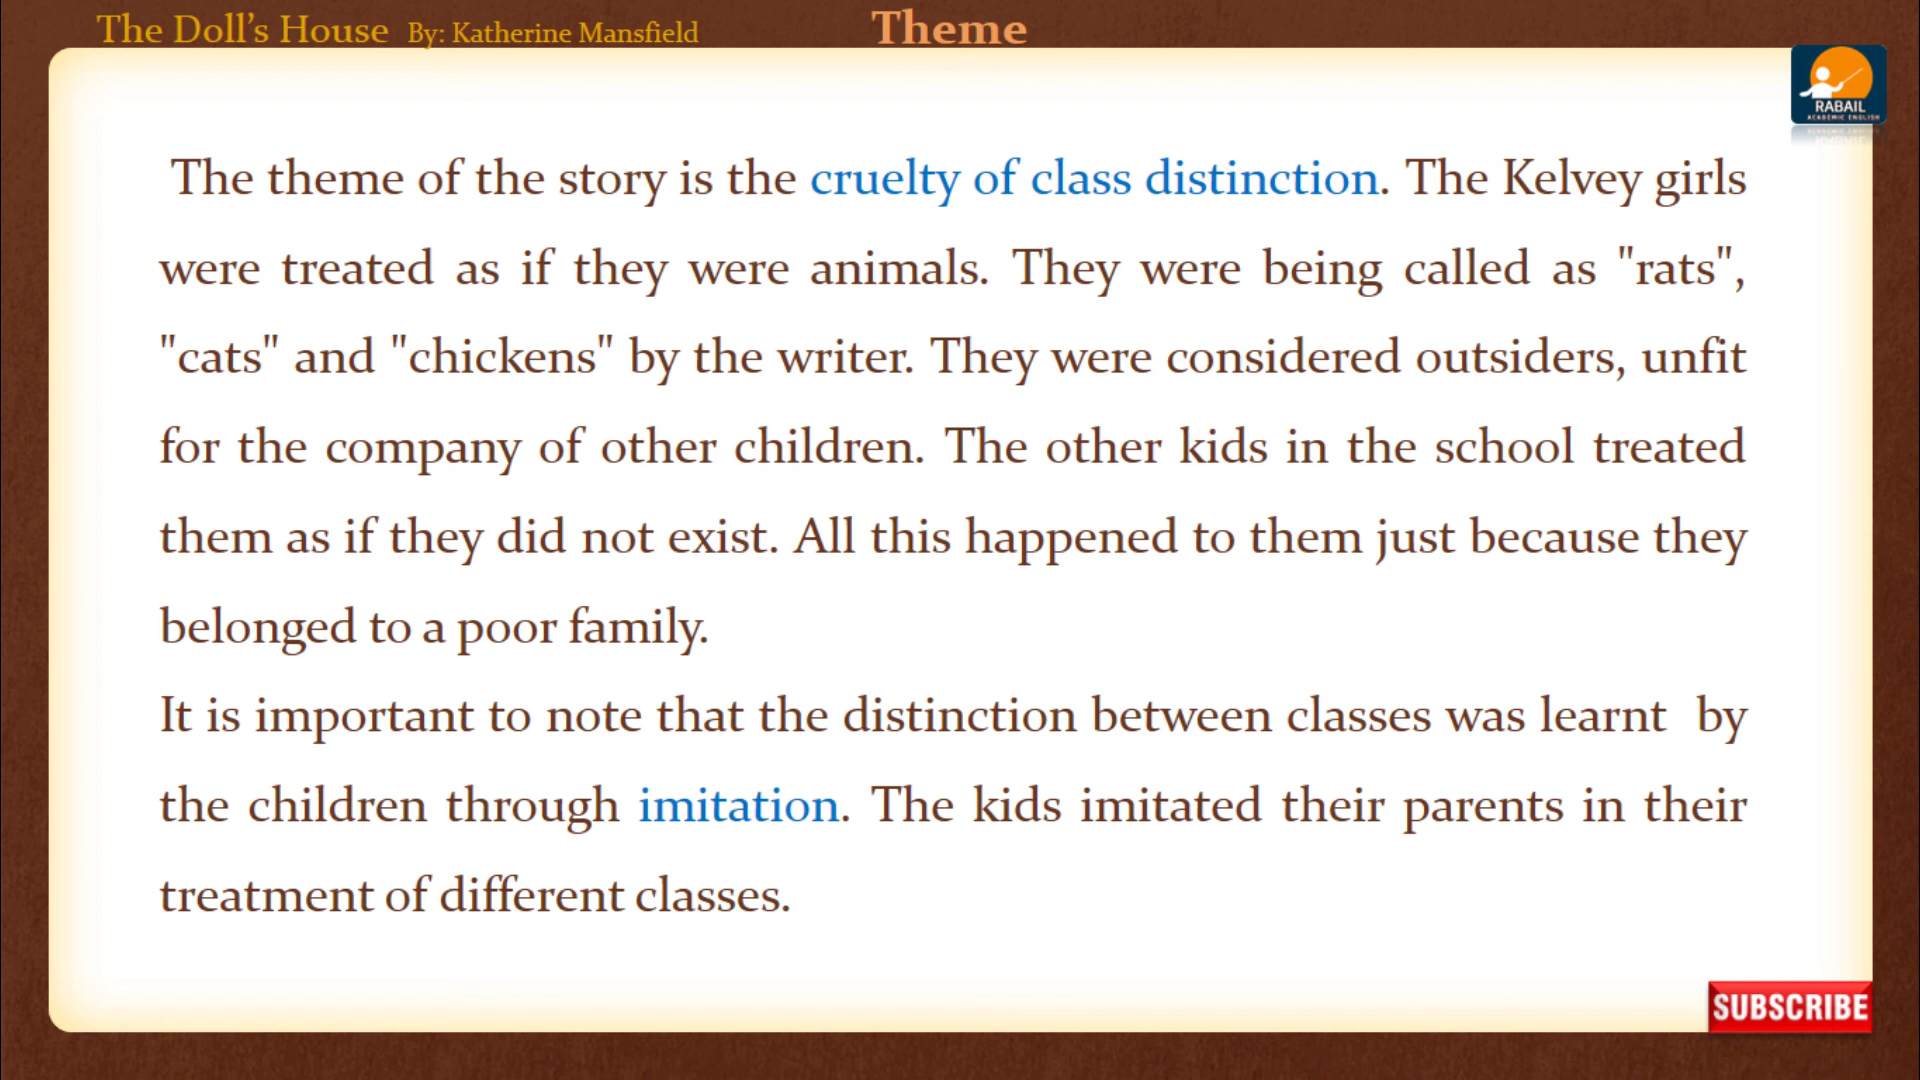 The Doll’s House By: Katherine Mansfield Theme
RABAIL
ACADEMIC ENGLISH
The theme of the story is the cruelty of class distinction. The Kelvey girls
were treated as if they were animals. They were being called as "rats",
"cats" and "chickens" by the writer. They were considered outsiders, unfit
for the company of other children. The other kids in the school treated
them as if they did not exist. All this happened to them just because they
belonged to a poor family.
It is important to note that the distinction between classes was learnt by
the children through imitation. The kids imitated their parents in their
treatment of different classes.
SUBSCRIBE